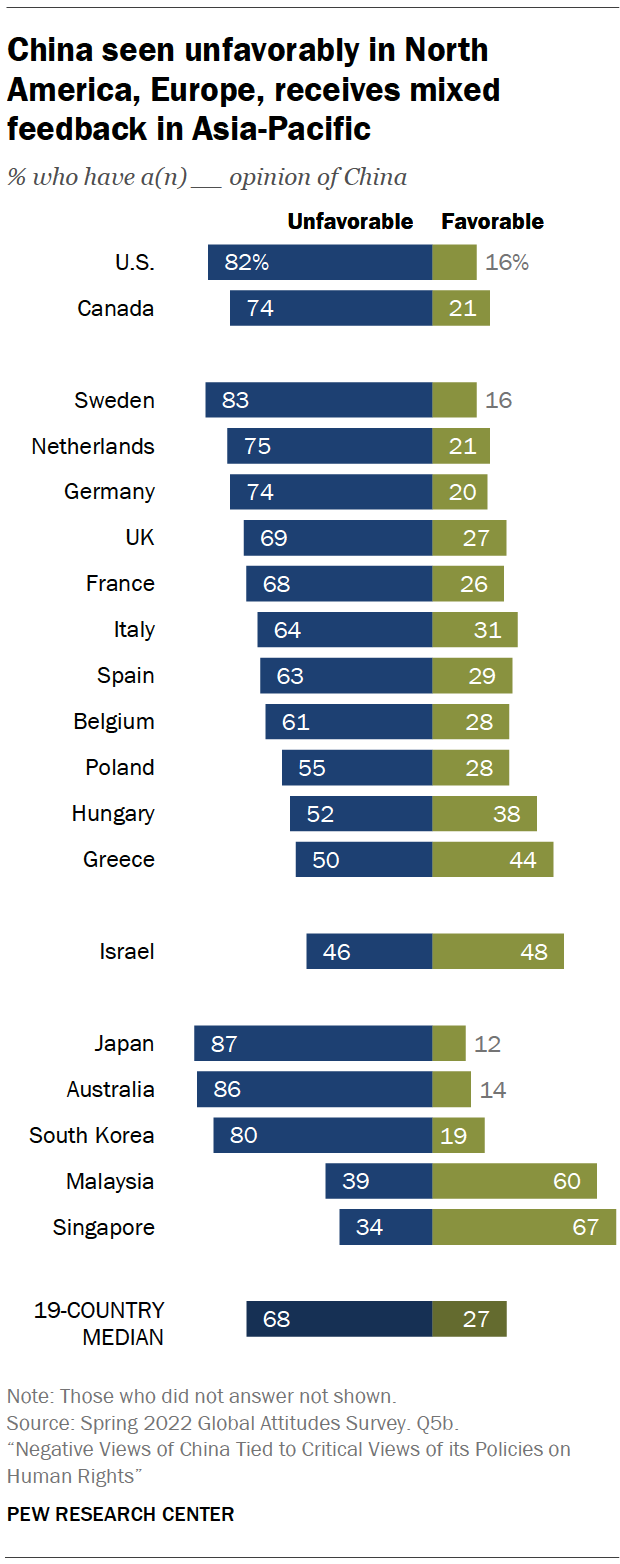 China seen unfavorably in North
America, Europe, receives mixed
feedback in Asia-Pacific
% who have a(n) ___ opinion of China
Unfavorable Favorable
U.S. 82% 16%
Canada 74 21
Sweden 83 16
Netherlands 75 21
Germany 74 20
UK 69 27
France 68 26
Italy 64 31
Spain 63 29
Belgium 61 28
Poland 55 28
Hungary 52 38
Greece 50 44
Israel 46 48
Japan 87 12
Australia 86 14
South Korea 80 19
Malaysia 39 60
Singapore 34 67
19-COUNTRY
MEDIAN 68 27
Note: Those who did not answer not shown.
Source: Spring 2022 Global Attitudes Survey. Q5b.
“Negative Views of China Tied to Critical Views of its Policies on
Human Rights”
PEW RESEARCH CENTER